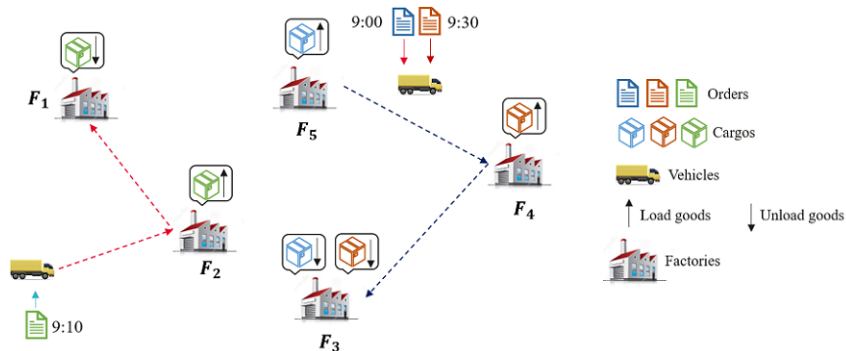 9:00
9:30
F1
F5
Orders
Cargos
Vehicles
F4
Load goods
Unload goods
F2
Factories
9:10
F3